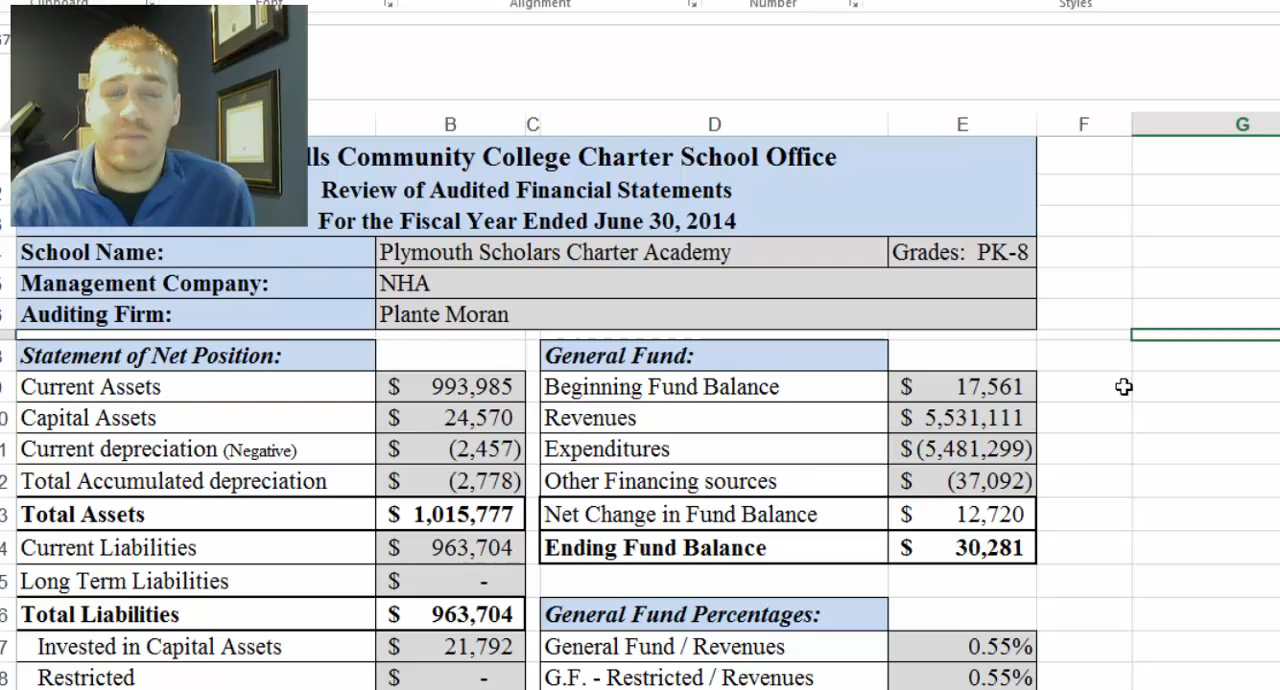 Clipboard Font Alignment Number Styles
B C D E F G
lls Community College Charter School Office
Review of Audited Financial Statements
For the Fiscal Year Ended June 30, 2014
School Name: Plymouth Scholars Charter Academy Grades: PK-8
Management Company: NHA
Auditing Firm: Plante Moran
Statement of Net Position: General Fund:
Current Assets $ 993,985 Beginning Fund Balance $ 17,561
Capital Assets $ 24,570 Revenues $ 5,531,111
Current depreciation (Negative) $ (2,457) Expenditures $ (5,481,299)
Total Accumulated depreciation $ (2,778) Other Financing sources $ (37,092)
Total Assets $ 1,015,777 Net Change in Fund Balance $ 12,720
Current Liabilities $ 963,704 Ending Fund Balance $ 30,281
Long Term Liabilities $ -
Total Liabilities $ 963,704 General Fund Percentages:
Invested in Capital Assets $ 21,792 General Fund / Revenues 0.55%
Restricted $ - G.F. - Restricted / Revenues 0.55%